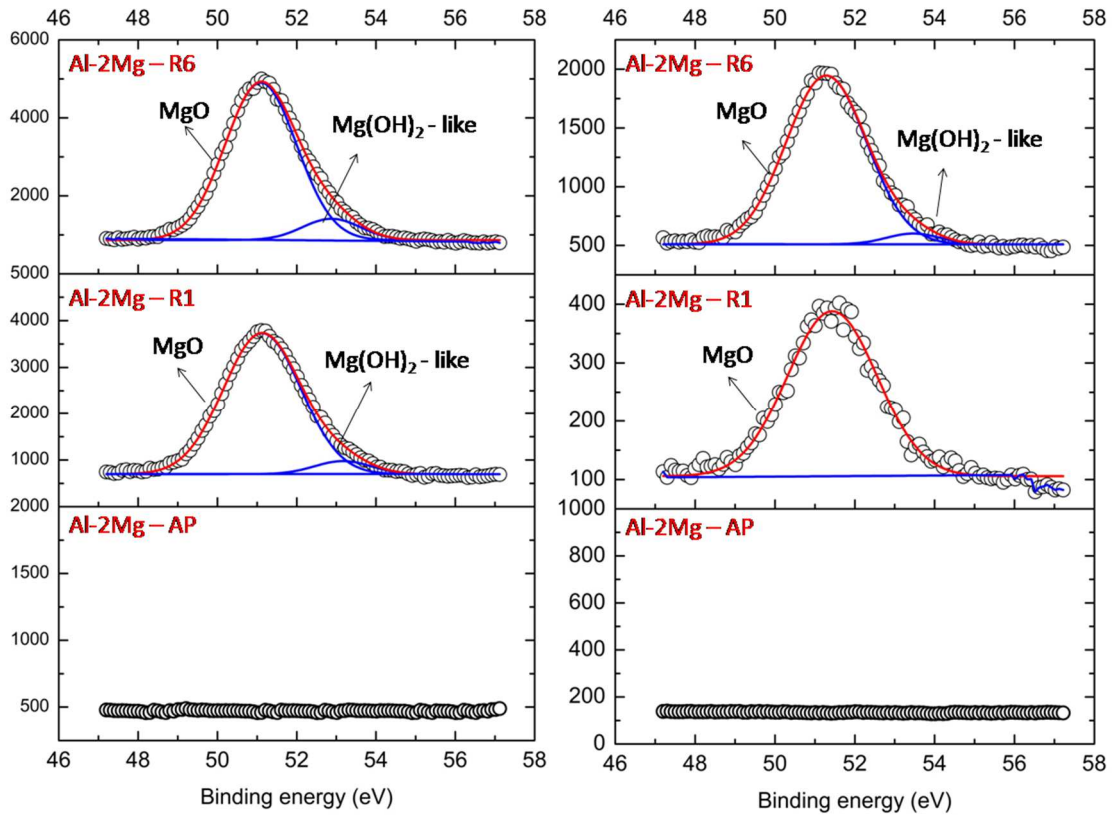 46 48 50 52 54 56 58
6000
4000
2000
Al-2Mg – R6
MgO
Mg(OH)2 - like
5000
4000
3000
2000
1000
Al-2Mg – R1
MgO
Mg(OH)2 - like
2000
1500
1000
500
Al-2Mg – AP
46 48 50 52 54 56 58
Binding energy (eV)
46 48 50 52 54 56 58
2000
1500
1000
500
Al-2Mg – R6
MgO
Mg(OH)2 - like
400
300
200
100
Al-2Mg – R1
MgO
1000
800
600
400
200
0
Al-2Mg – AP
46 48 50 52 54 56 58
Binding energy (eV)